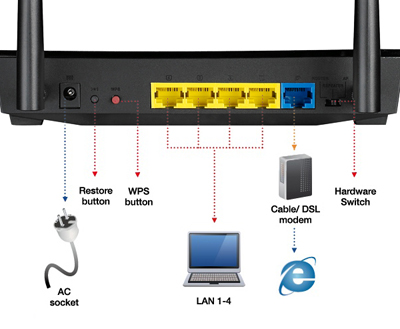 Restore
button
WPS
button
Cable/ DSL
modem
Hardware
Switch
AC
socket
LAN 1-4